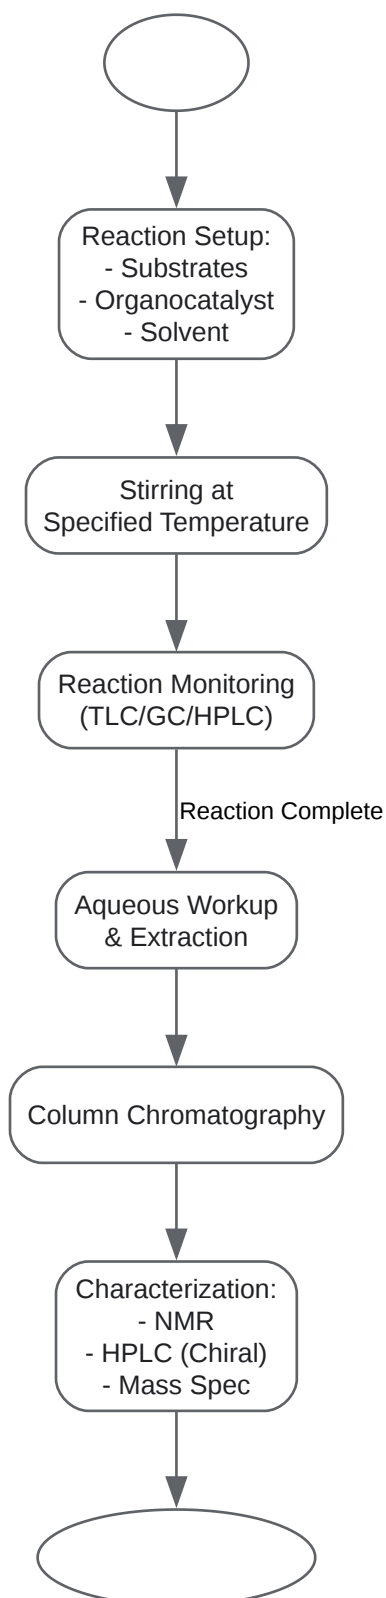 Reaction Setup:
- Substrates
- Organocatalyst
- Solvent
Stirring at
Specified Temperature
Reaction Monitoring
(TLC/GC/HPLC)
Reaction Complete
Aqueous Workup
& Extraction
Column Chromatography
Characterization:
- NMR
- HPLC (Chiral)
- Mass Spec